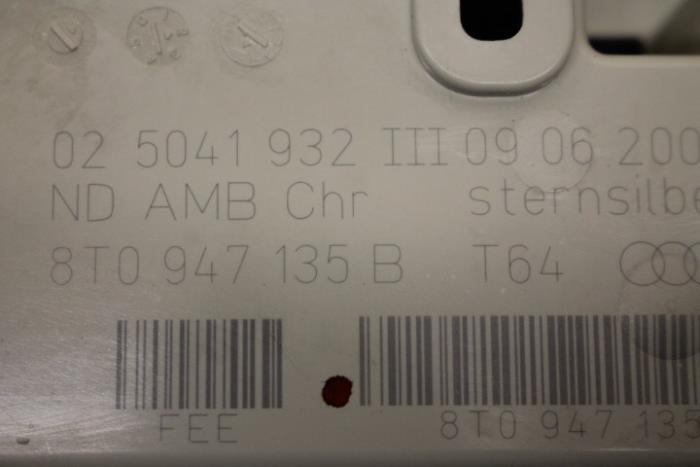 02 5041 932 III 09.06.200
ND AMB Chr sternsilbe
8T0 947 135 B T64
FEE 8T0 947 135